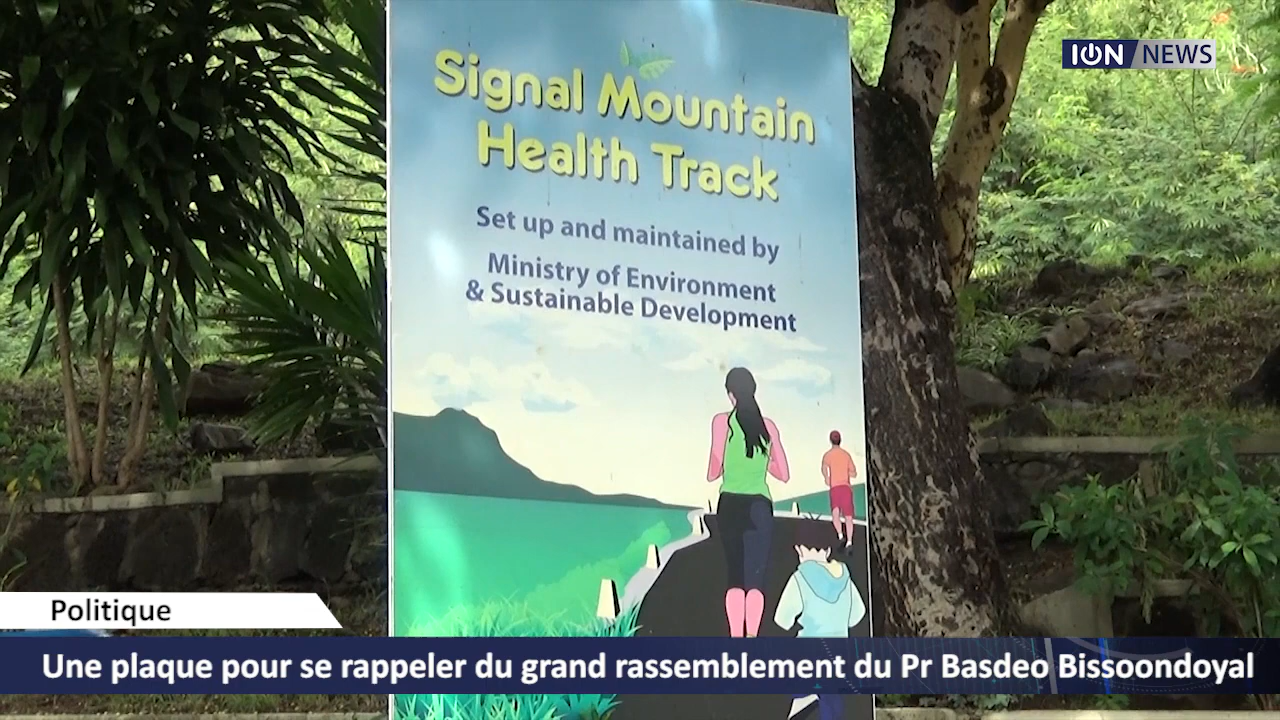 ION NEWS
Signal Mountain
Health Track
Set up and maintained by
Ministry of Environment
& Sustainable Development
Politique
Une plaque pour se rappeler du grand rassemblement du Pr Basdeo Bissoondoyal